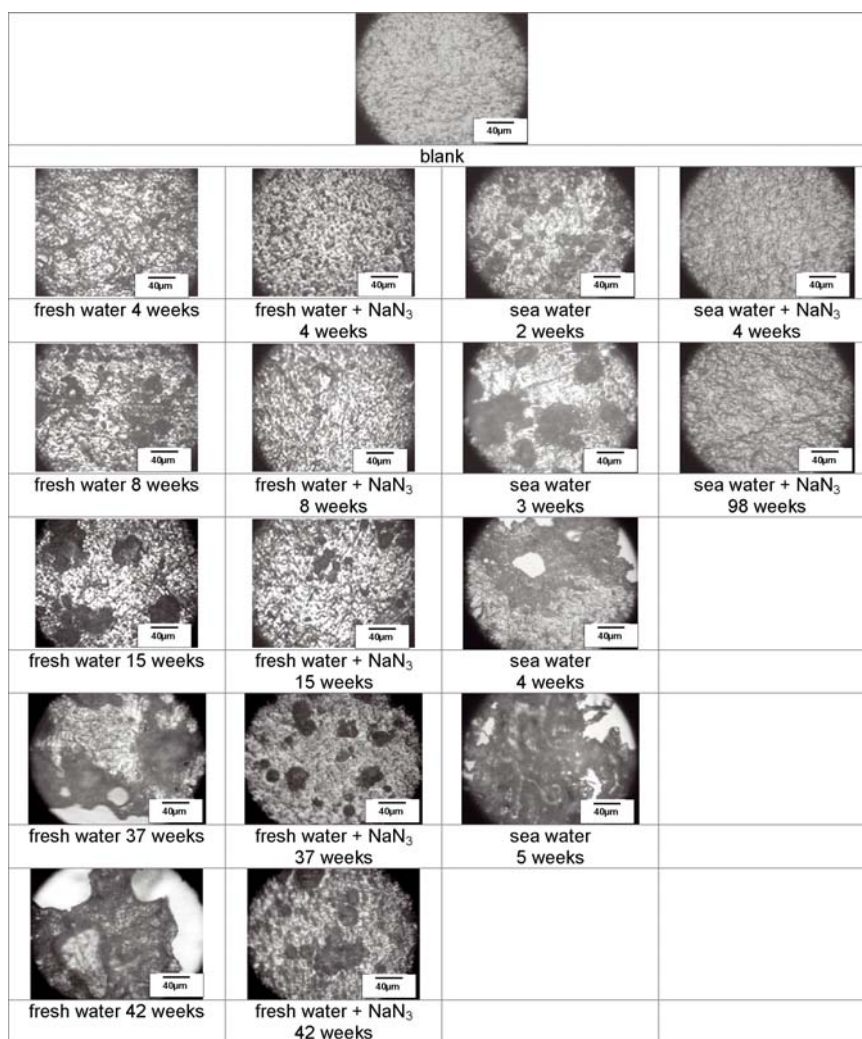 40µm
blank
40µm 40µm 40µm 40µm
fresh water 4 weeks fresh water + NaN₃ sea water sea water + NaN₃
4 weeks 2 weeks 4 weeks
40µm 40µm 40µm 40µm
fresh water 8 weeks fresh water + NaN₃ sea water sea water + NaN₃
8 weeks 3 weeks 98 weeks
40µm 40µm 40µm
fresh water 15 weeks fresh water + NaN₃ sea water
15 weeks 4 weeks
40µm 40µm 40µm
fresh water 37 weeks fresh water + NaN₃ sea water
37 weeks 5 weeks
40µm 40µm
fresh water 42 weeks fresh water + NaN₃
42 weeks